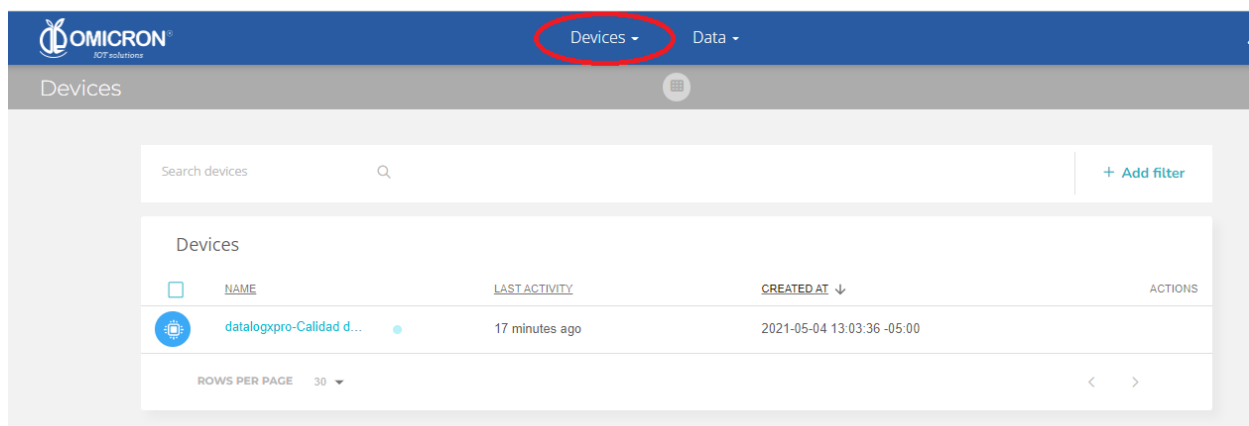 OMICRON®
IOT solutions
Devices
Data
Devices
Search devices
+ Add filter
Devices
NAME LAST ACTIVITY CREATED AT ACTIONS
datalogxpro-Calidad d... 17 minutes ago 2021-05-04 13:03:36 -05:00
ROWS PER PAGE 30